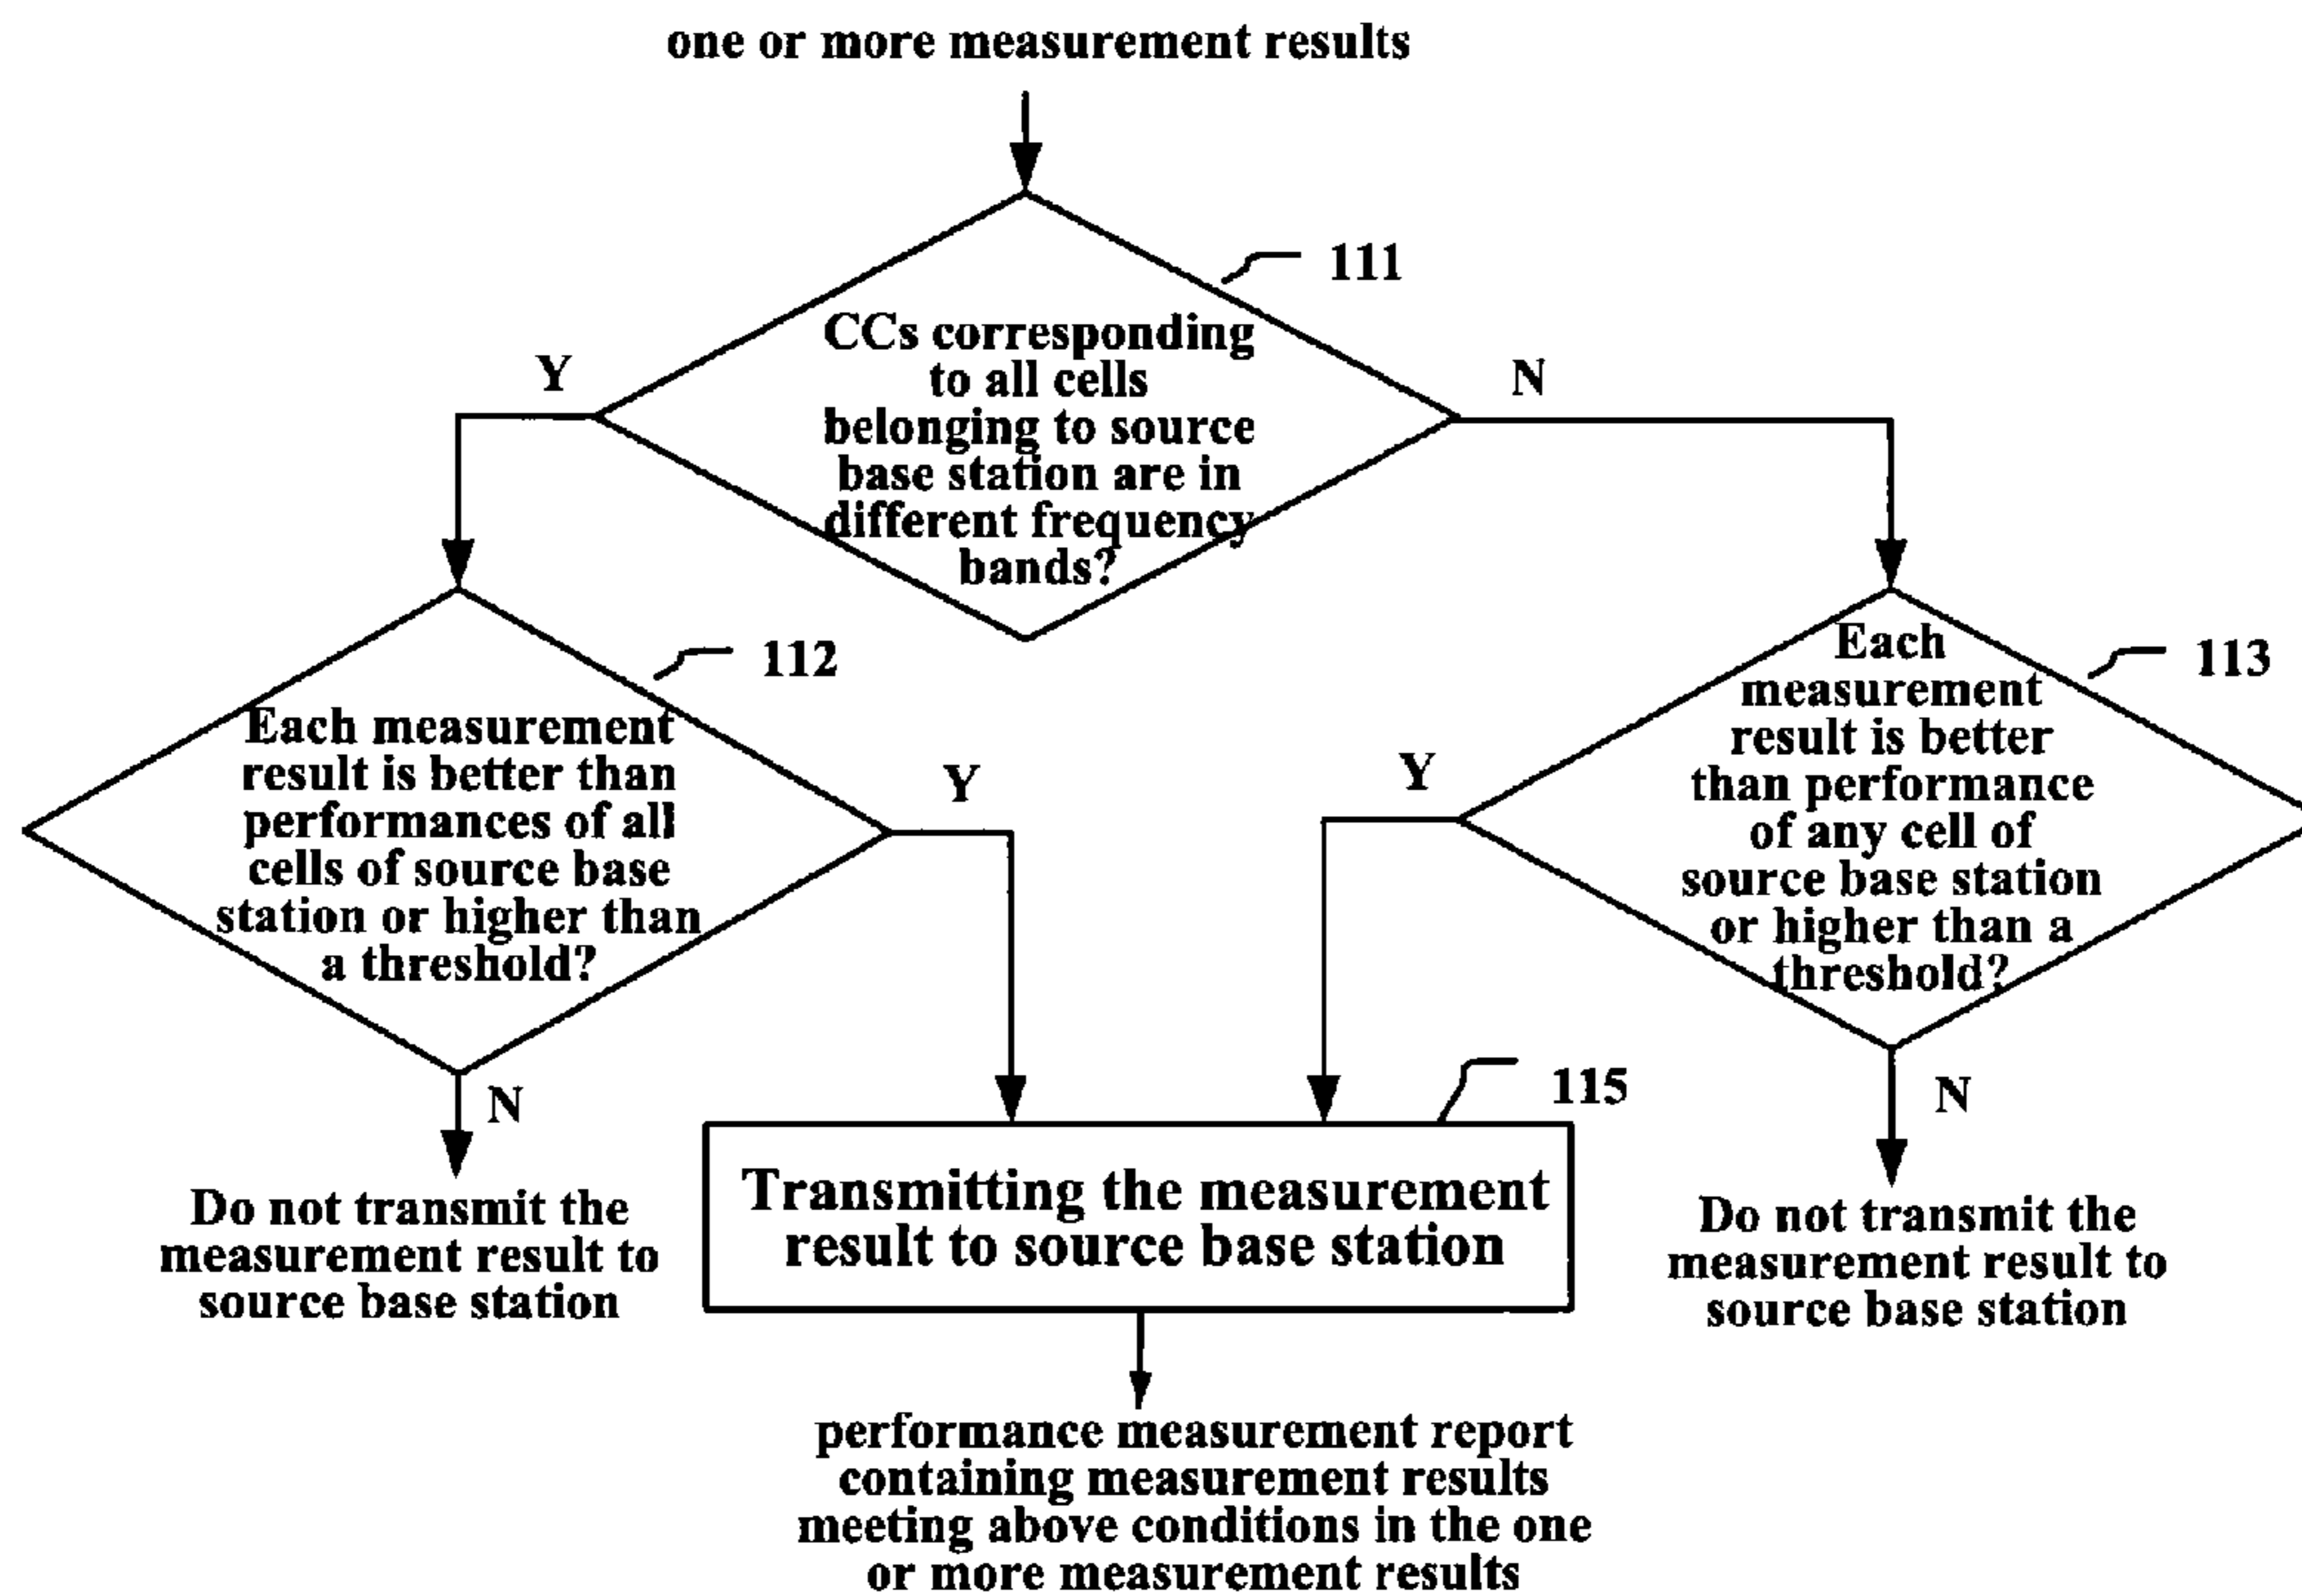 one or more measurement results
111
CCs corresponding
to all cells
belonging to source
base station are in
different frequency
bands?
Y
N
112
Each measurement
result is better than
performances of all
cells of source base
station or higher than
a threshold?
Y
N
113
Each
measurement
result is better
than performance
of any cell of
source base station
or higher than a
threshold?
Y
N
Do not transmit the
measurement result to
source base station
115
Transmitting the measurement
result to source base station
Do not transmit the
measurement result to
source base station
performance measurement report
containing measurement results
meeting above conditions in the one
or more measurement results